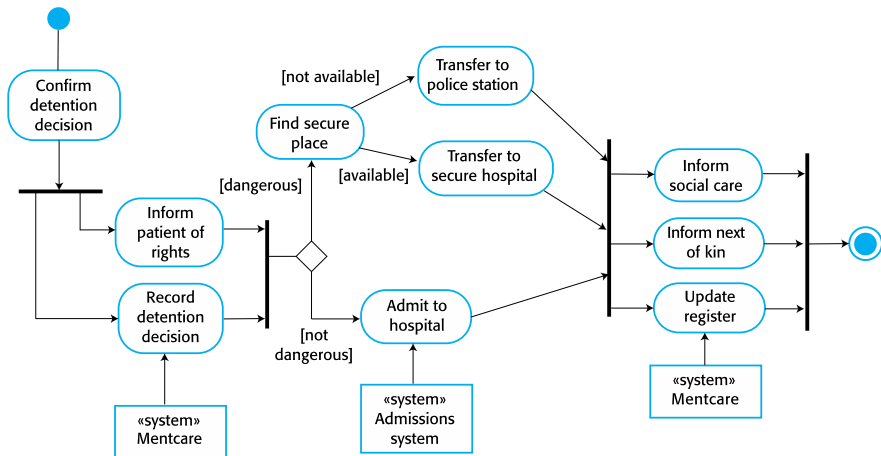 Confirm
detention
decision
Inform
patient of
rights
Record
detention
decision
«system»
Mentcare
[dangerous]
[not
dangerous]
Find secure
place
[not available]
[available]
Transfer to
police station
Transfer to
secure hospital
Admit to
hospital
«system»
Admissions
system
Inform
social care
Inform next
of kin
Update
register
«system»
Mentcare